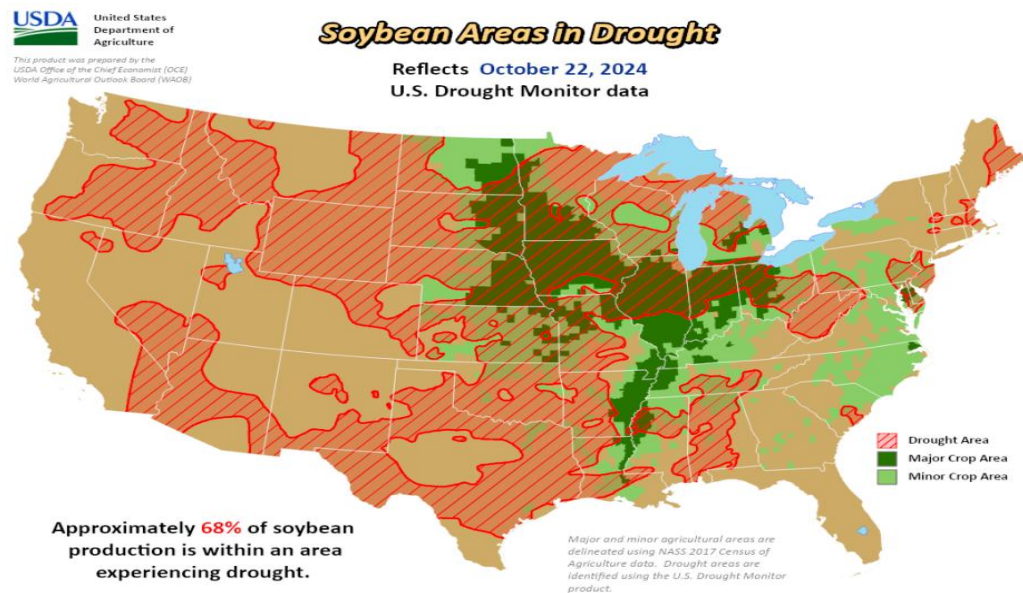 USDA
United States
Department of
Agriculture
This product was prepared by the
USDA Office of the Chief Economist (OCE)
World Agricultural Outlook Board (WAOB)
Soybean Areas in Drought
Reflects October 22, 2024
U.S. Drought Monitor data
Drought Area
Major Crop Area
Minor Crop Area
Approximately 68% of soybean
production is within an area
experiencing drought.
Major and minor agricultural areas are
delineated using NASS 2017 Census of
Agriculture data. Drought areas are
identified using the U.S. Drought Monitor
product.